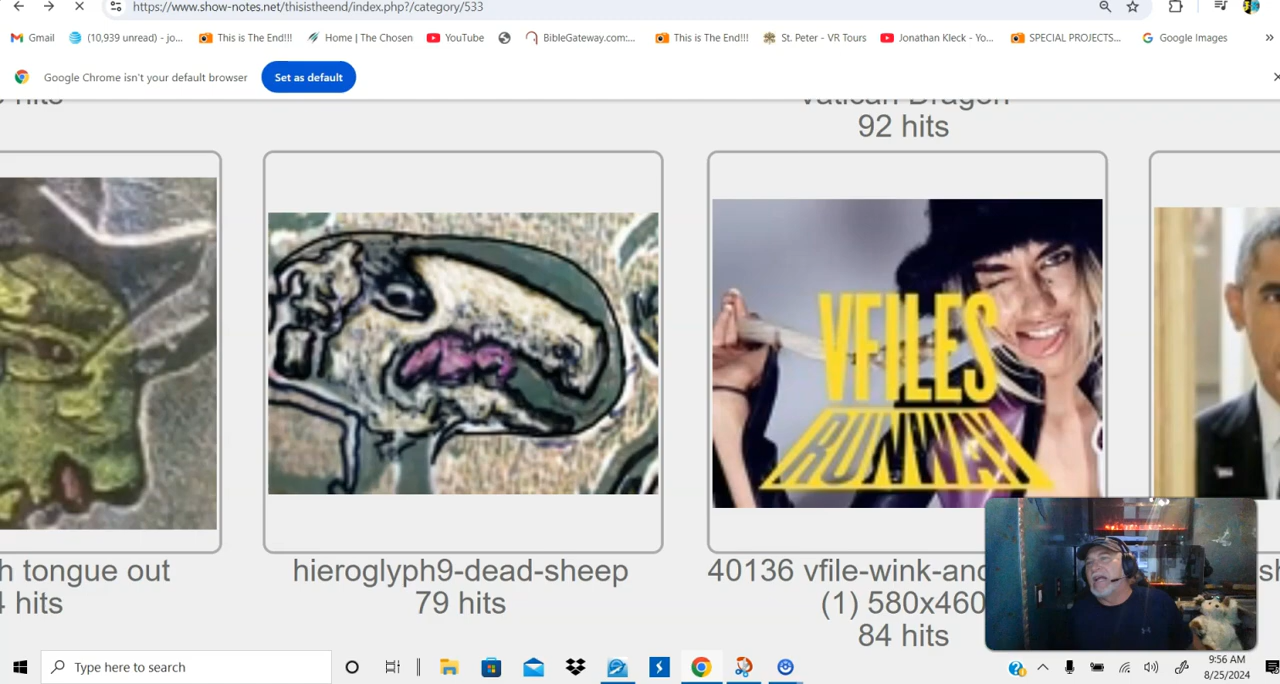 https://www.show-notes.net/thisistheend/index.php?/category/533
Gmail
(10,939 unread) - jo...
This is The End!!!
Home | The Chosen
YouTube
BibleGateway.com:...
This is The End!!!
St. Peter - VR Tours
Jonathan Kleck - Yo...
SPECIAL PROJECTS...
Google Images
»
Google Chrome isn't your default browser
Set as default
hits
Vatican Dragon
92 hits
VFILES
RUNWAY
h tongue out
4 hits
hieroglyph9-dead-sheep
79 hits
40136 vfile-wink-and
(1) 580x460
84 hits
sh
Type here to search
9:56 AM
8/25/2024